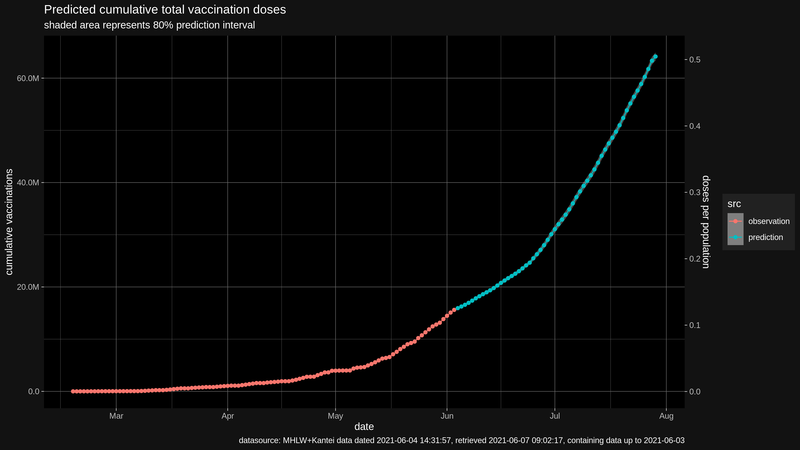 Predicted cumulative total vaccination doses
shaded area represents 80% prediction interval
cumulative vaccinations
60.0M
40.0M
20.0M
0.0
0.5
0.4
0.3
0.2
0.1
0.0
doses per population
src
observation
prediction
Mar Apr May Jun Jul Aug
date
datasource: MHLW+Kantei data dated 2021-06-04 14:31:57, retrieved 2021-06-07 09:02:17, containing data up to 2021-06-03